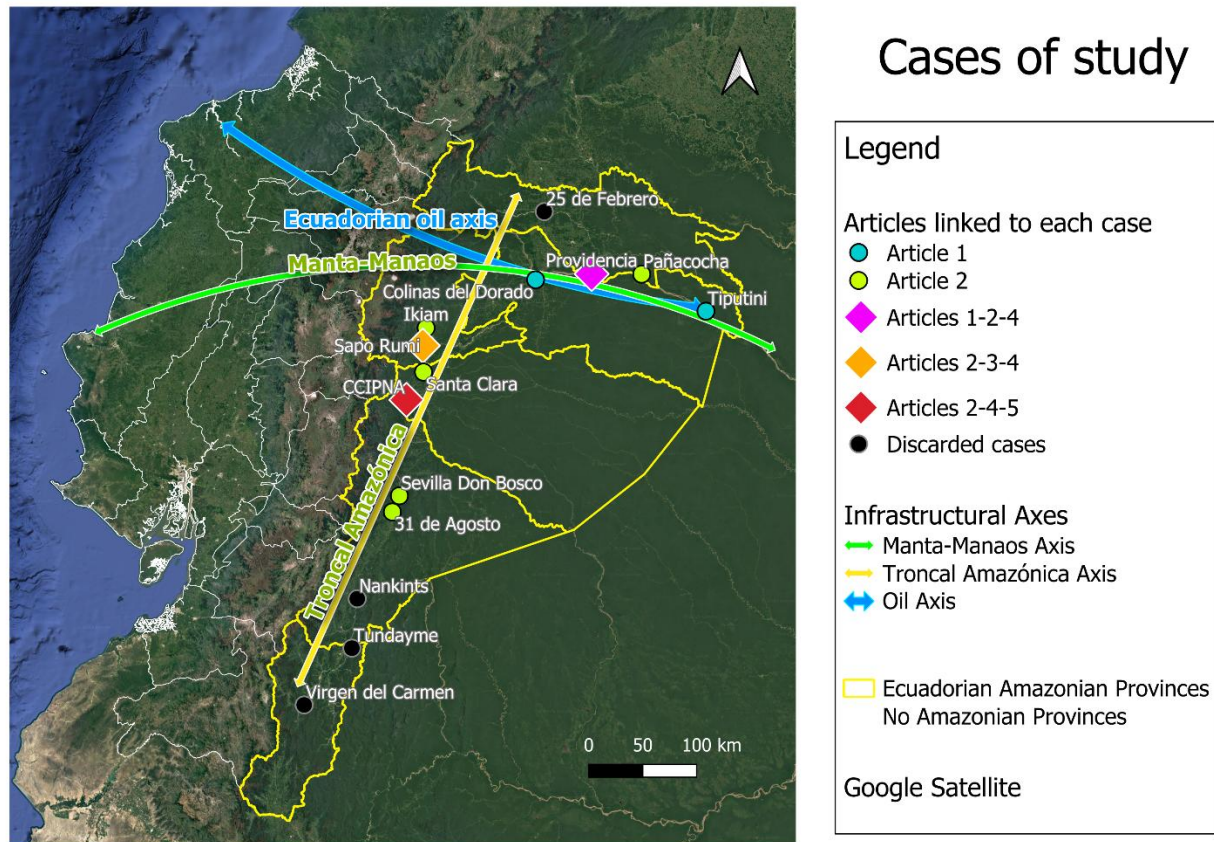 Cases of study
25 de Febrero
Ecuadorian oil axis
Manta-Manaos
Providencia
Pañacocha
Colinas del Dorado
Tiputini
Ikiam
Sapo Rumi
Santa Clara
CCIPNA
Troncal Amazónica
Sevilla Don Bosco
31 de Agosto
Nankints
Tundayme
Virgen del Carmen
0 50 100 km
Legend
Articles linked to each case
Article 1
Article 2
Articles 1-2-4
Articles 2-3-4
Articles 2-4-5
Discarded cases
Infrastructural Axes
Manta-Manaos Axis
Troncal Amazónica Axis
Oil Axis
Ecuadorian Amazonian Provinces
No Amazonian Provinces
Google Satellite